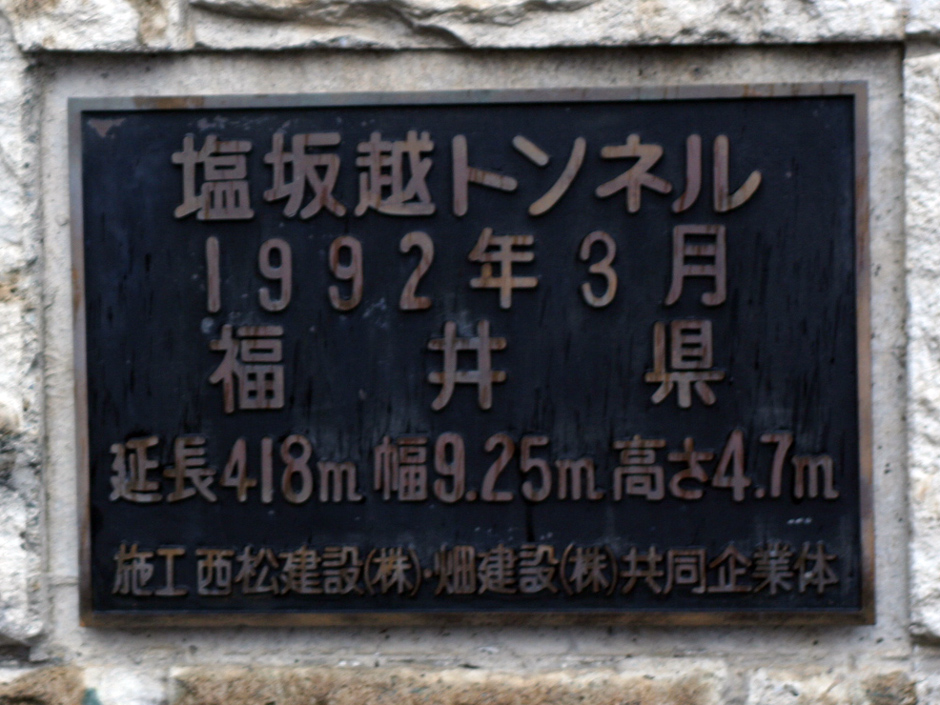 塩坂越トンネル
1992年3月
福井県
延長418m 幅9.25m 高さ4.7m
施工 西松建設㈱・畑建設㈱共同企業体